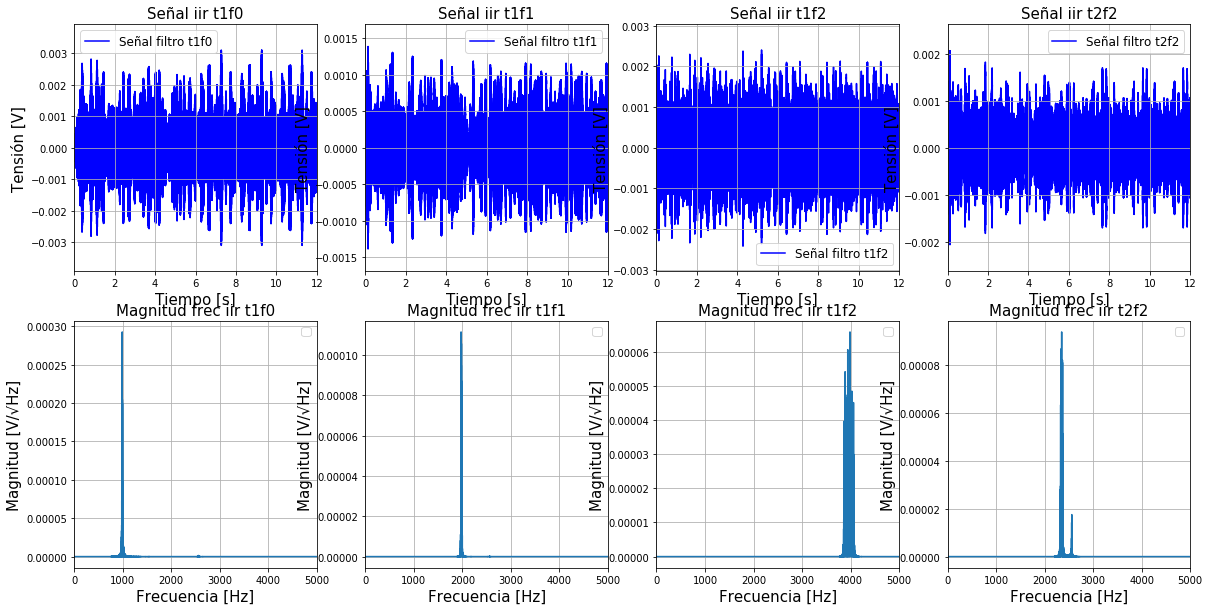 Señal iir t1f0
Señal iir t1f1
Señal iir t1f2
Señal iir t2f2
Señal filtro t1f0
Señal filtro t1f1
Señal filtro t1f2
Señal filtro t2f2
Tensión [V]
0.003
0.002
0.001
0.000
−0.001
−0.002
−0.003
0 2 4 6 8 10 12
Tiempo [s]
Tensión [V]
0.0015
0.0010
0.0005
0.0000
−0.0005
−0.0010
−0.0015
0 2 4 6 8 10 12
Tiempo [s]
Tensión [V]
0.003
0.002
0.001
0.000
−0.001
−0.002
−0.003
0 2 4 6 8 10 12
Tiempo [s]
Tensión [V]
0.002
0.001
0.000
−0.001
−0.002
0 2 4 6 8 10 12
Tiempo [s]
Magnitud frec iir t1f0
Magnitud [V/√Hz]
0.00030
0.00025
0.00020
0.00015
0.00010
0.00005
0.00000
0 1000 2000 3000 4000 5000
Frecuencia [Hz]
Magnitud frec iir t1f1
Magnitud [V/√Hz]
0.00010
0.00008
0.00006
0.00004
0.00002
0.00000
0 1000 2000 3000 4000 5000
Frecuencia [Hz]
Magnitud frec iir t1f2
Magnitud [V/√Hz]
0.00006
0.00005
0.00004
0.00003
0.00002
0.00001
0.00000
0 1000 2000 3000 4000 5000
Frecuencia [Hz]
Magnitud frec iir t2f2
Magnitud [V/√Hz]
0.00008
0.00006
0.00004
0.00002
0.00000
0 1000 2000 3000 4000 5000
Frecuencia [Hz]